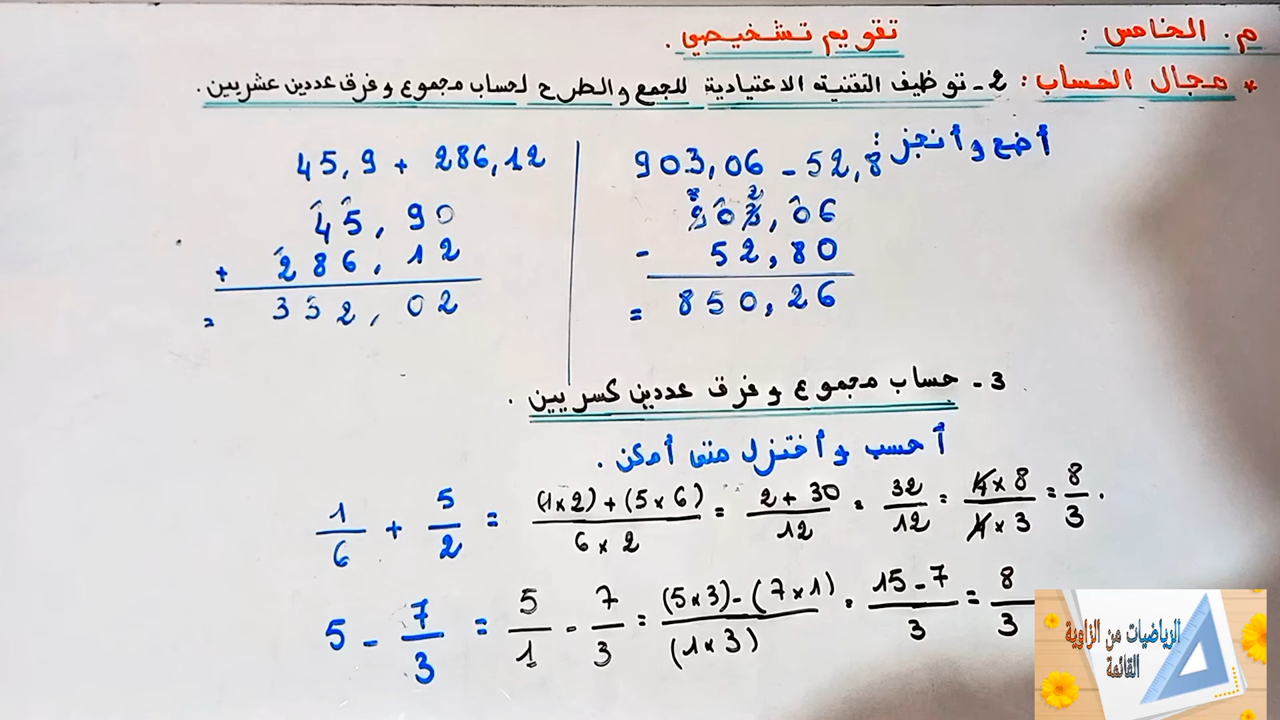 م. الخامس : تقويم تشخيصي .
* مجال الحساب : 2 - توظيف التقنية الاعتيادية للجمع والطرح لحساب مجموع وفرق عددين عشريين .
أضع وأنجز :
903,06 - 52,8
903,06
- 52,80
= 850,26
45,9 + 286,12
45,90
+ 286,12
= 332,02
3 - حساب مجموع وفرق عددين كسريين .
أحسب وأختزل متى أمكن .
1/6 + 5/2 = (1×2) + (5×6) / 6×2 = 2 + 30 / 12 = 32/12 = 4×8 / 4×3 = 8/3 .
5 - 7/3 = 5/1 - 7/3 = (5×3) - (7×1) / (1×3) = 15 - 7 / 3 = 8/3
الرياضيات من الزاوية
القائمة